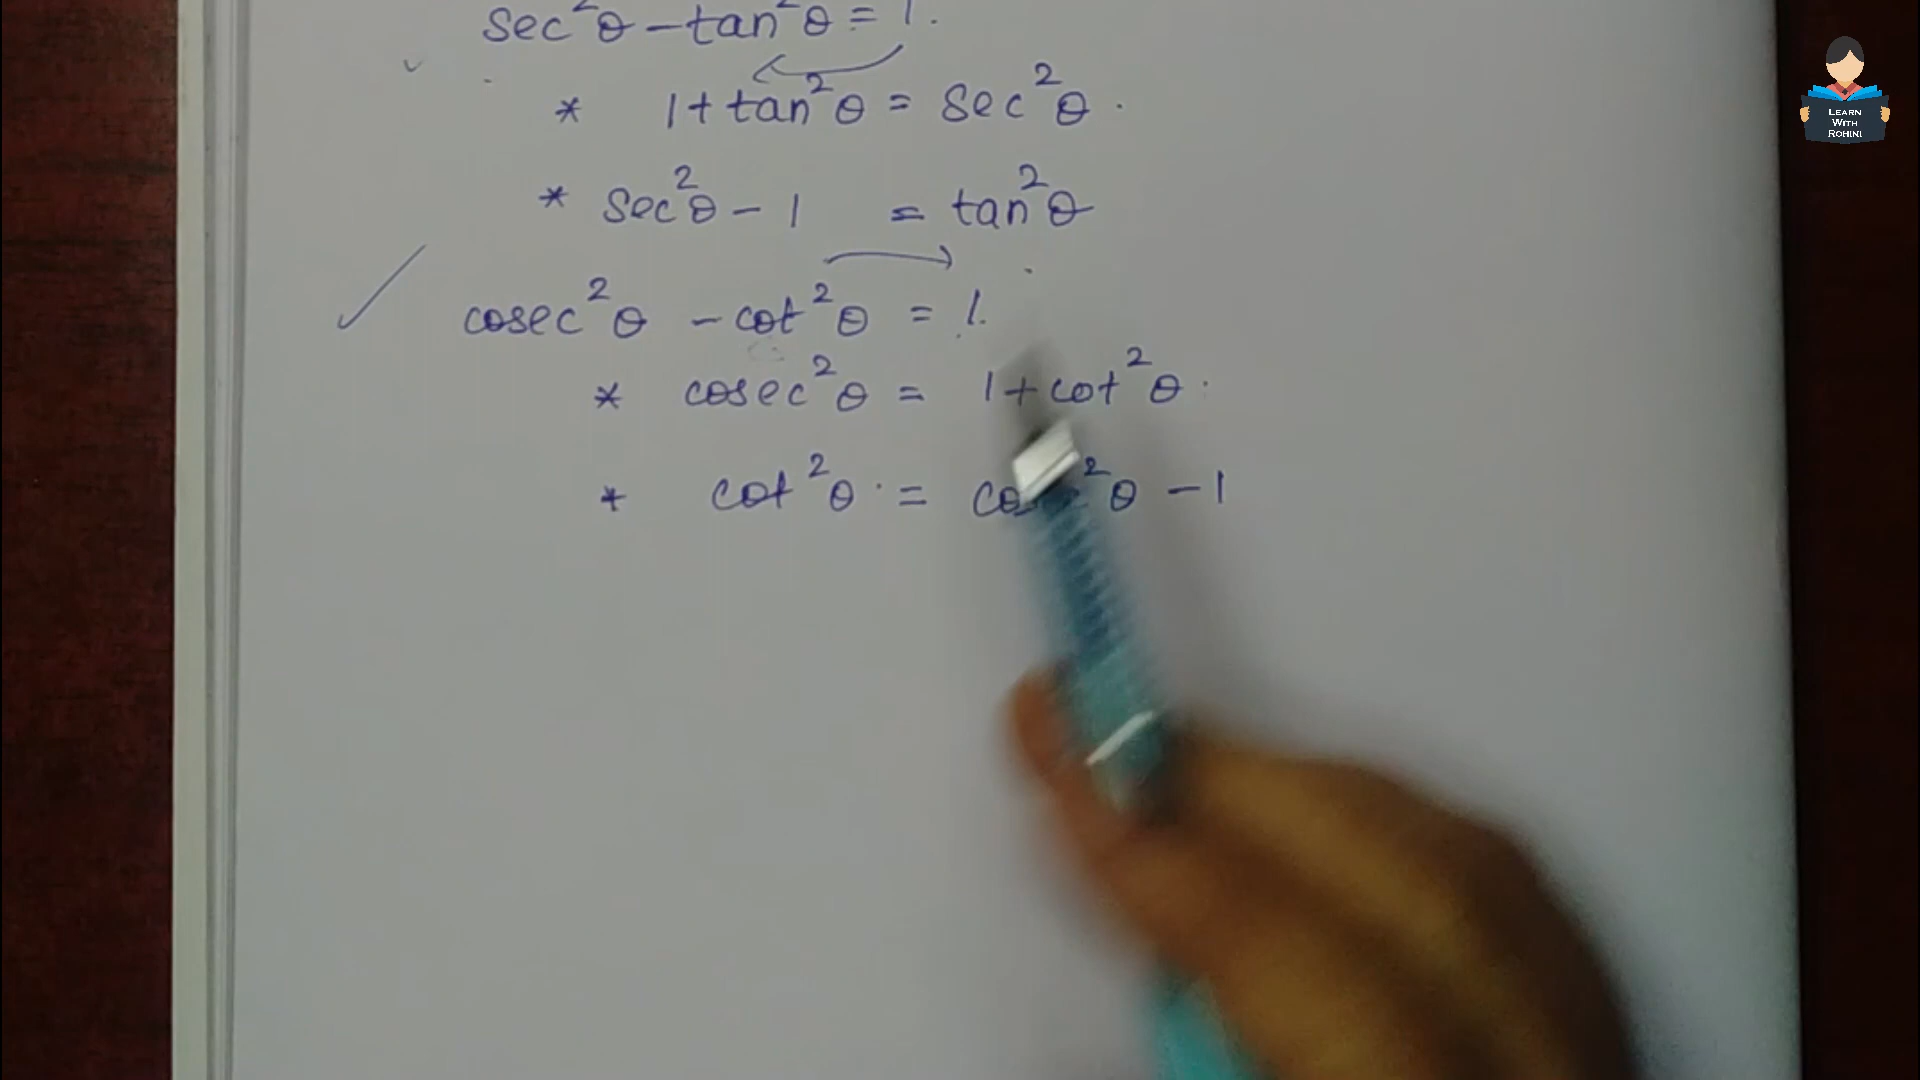 sec²θ - tan²θ = 1.
* 1 + tan²θ = sec²θ.
* sec²θ - 1 = tan²θ
cosec²θ - cot²θ = 1.
* cosec²θ = 1 + cot²θ.
* cot²θ = cosec²θ - 1
LEARN
WITH
ROHINI